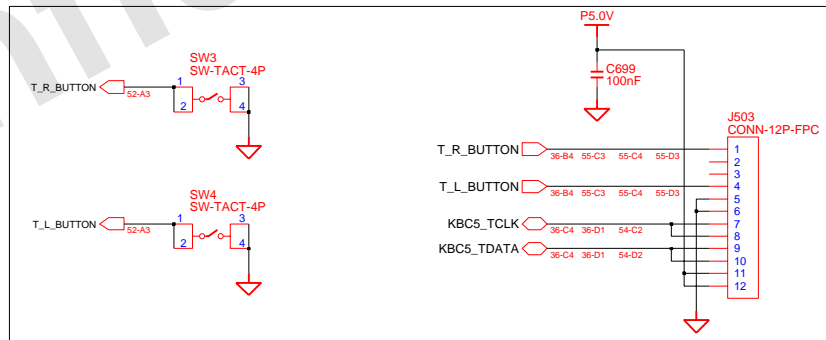 P5.0V
SW3
SW-TACT-4P
T_R_BUTTON
52-A3
1
3
2
4
C699
100nF
J503
CONN-12P-FPC
T_R_BUTTON
36-B4 55-C3 55-C4 55-D3
1
2
3
T_L_BUTTON
36-B4 55-C3 55-C4 55-D3
4
5
6
SW4
SW-TACT-4P
T_L_BUTTON
52-A3
1
3
2
4
KBC5_TCLK
36-C4 36-D1 54-C2
7
8
KBC5_TDATA
36-C4 36-D1 54-D2
9
10
11
12